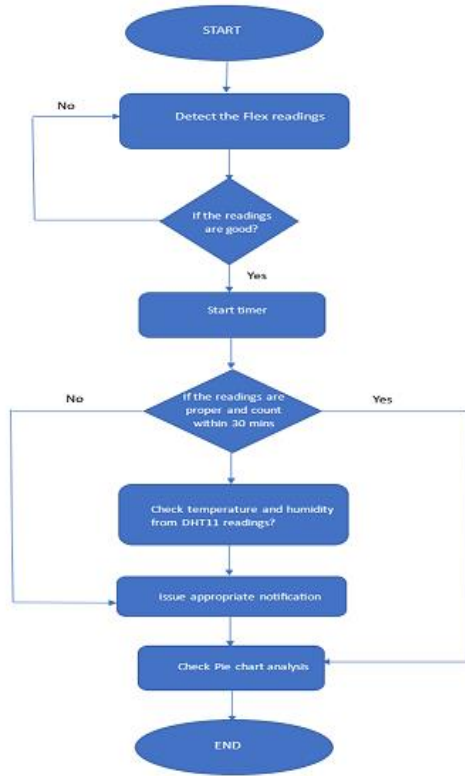 START
No
Detect the Flex readings
If the readings
are good?
Yes
Start timer
No
If the readings are
proper and count
within 30 mins
Yes
Check temperature and humidity
from DHT11 readings?
Issue appropriate notification
Check Pie chart analysis
END